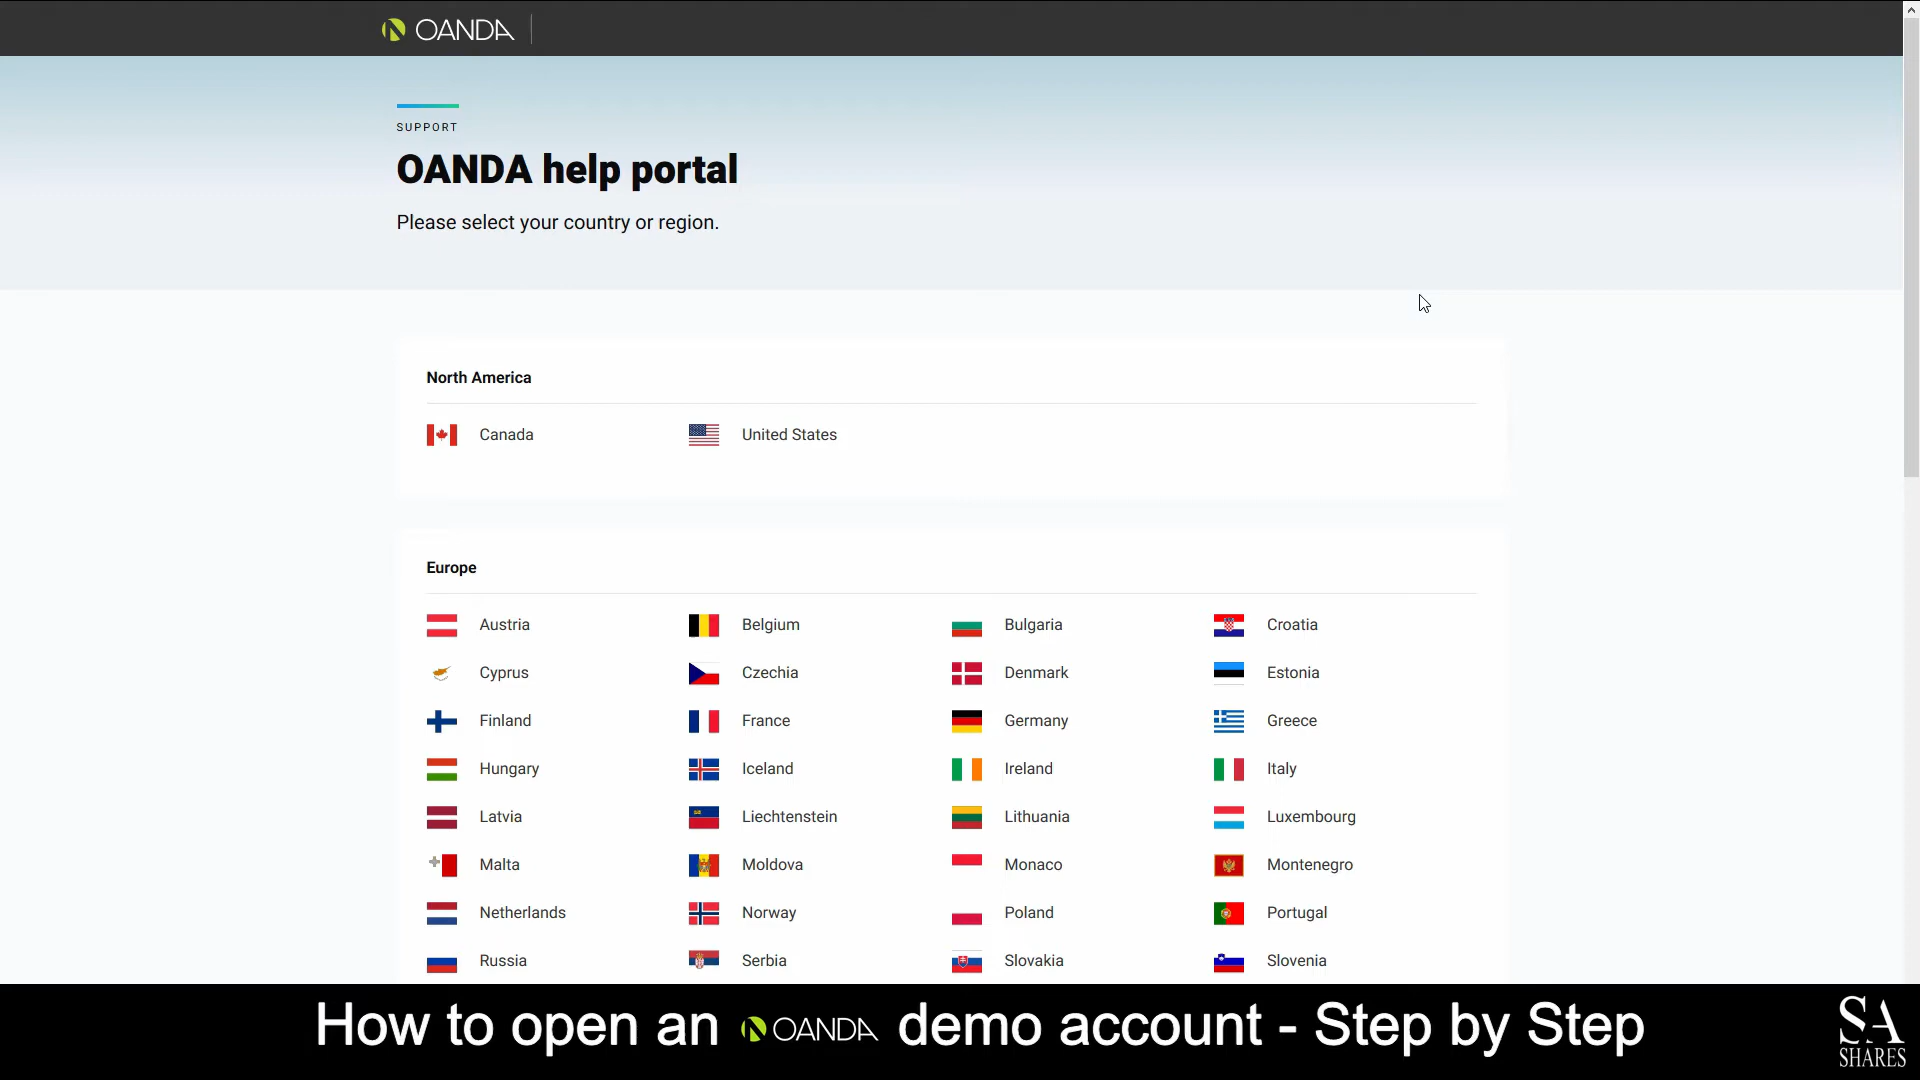 OANDA
SUPPORT
OANDA help portal
Please select your country or region.
North America
Canada United States
Europe
Austria Belgium Bulgaria Croatia
Cyprus Czechia Denmark Estonia
Finland France Germany Greece
Hungary Iceland Ireland Italy
Latvia Liechtenstein Lithuania Luxembourg
Malta Moldova Monaco Montenegro
Netherlands Norway Poland Portugal
Russia Serbia Slovakia Slovenia
How to open an OANDA demo account - Step by Step
SA
SHARES